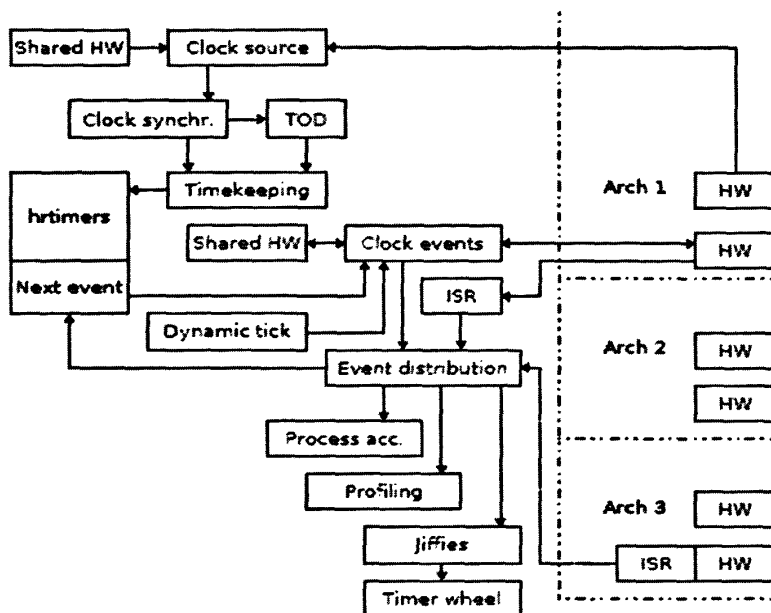 Shared HW
Clock source
Clock synchr.
TOD
Timekeeping
Arch 1
HW
hrtimers
Shared HW
Clock events
HW
Next event
ISR
Dynamic tick
Arch 2
HW
Event distribution
HW
Process acc.
Profiling
Arch 3
HW
Jiffies
ISR
HW
Timer wheel